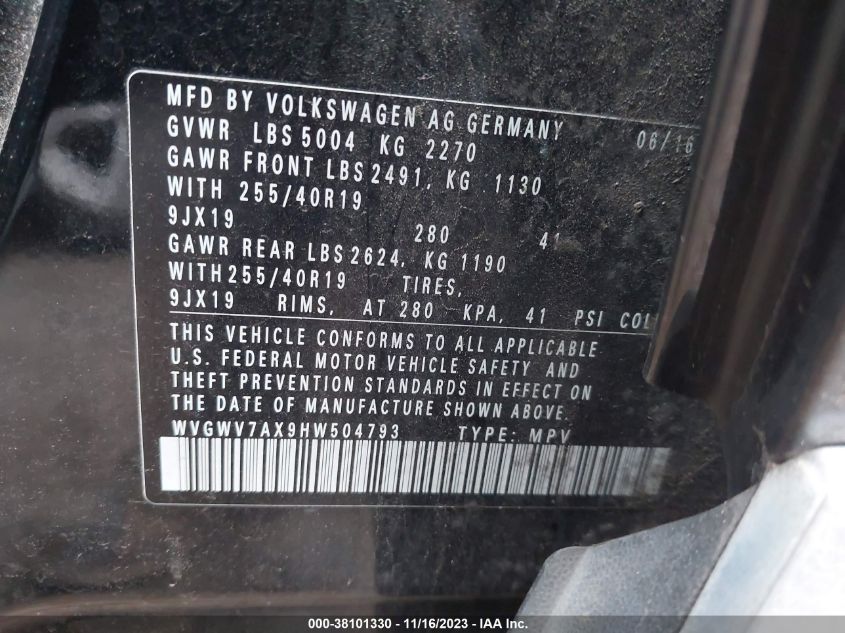 MFD BY VOLKSWAGEN AG GERMANY 06/16
GVWR LBS 5004 KG 2270
GAWR FRONT LBS 2491, KG 1130
WITH 255/40R19
9JX19 280 41
GAWR REAR LBS 2624, KG 1190
WITH 255/40R19 TIRES,
9JX19 RIMS, AT 280 KPA, 41 PSI COL
THIS VEHICLE CONFORMS TO ALL APPLICABLE
U.S. FEDERAL MOTOR VEHICLE SAFETY AND
THEFT PREVENTION STANDARDS IN EFFECT ON
THE DATE OF MANUFACTURE SHOWN ABOVE.
WVGWV7AX9HW504793 TYPE: MPV
000-38101330 - 11/16/2023 - IAA Inc.